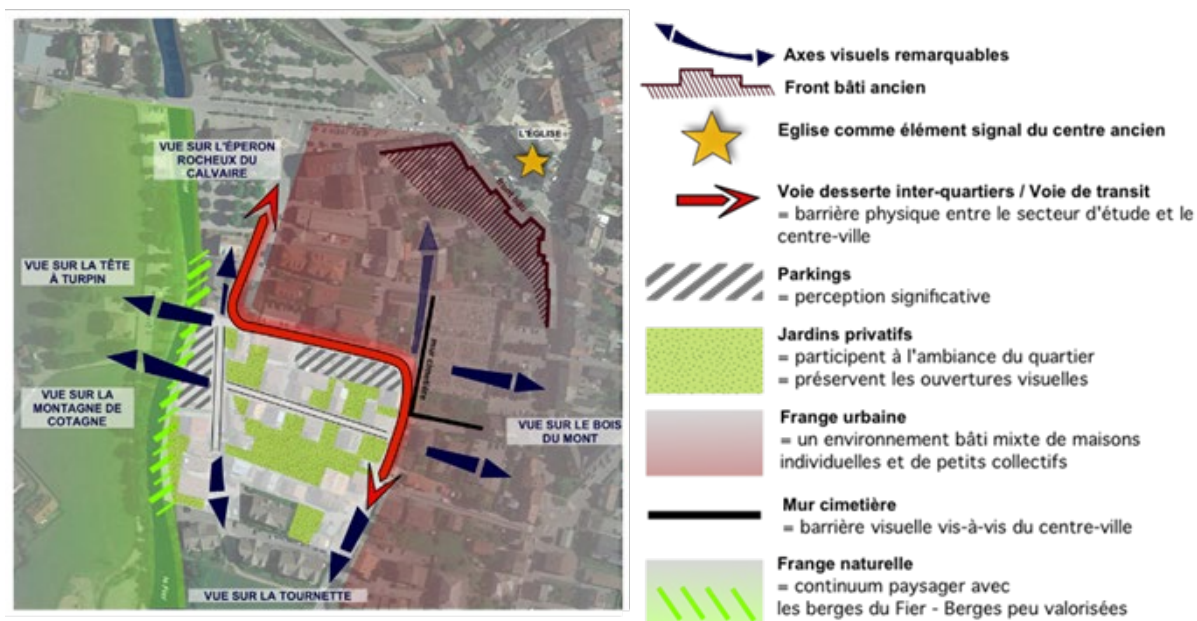 L'ÉGLISE
VUE SUR L'ÉPERON
ROCHEUX DU
CALVAIRE
VUE SUR LA TÊTE
À TURPIN
mur cimetière
VUE SUR LA
MONTAGNE DE
COTAGNE
VUE SUR LE BOIS
DU MONT
VUE SUR LA TOURNETTE
le Fier
Axes visuels remarquables
Front bâti ancien
Eglise comme élément signal du centre ancien
Voie desserte inter-quartiers / Voie de transit
= barrière physique entre le secteur d'étude et le
centre-ville
Parkings
= perception significative
Jardins privatifs
= participent à l'ambiance du quartier
= préservent les ouvertures visuelles
Frange urbaine
= un environnement bâti mixte de maisons
individuelles et de petits collectifs
Mur cimetière
= barrière visuelle vis-à-vis du centre-ville
Frange naturelle
= continuum paysager avec
les berges du Fier - Berges peu valorisées